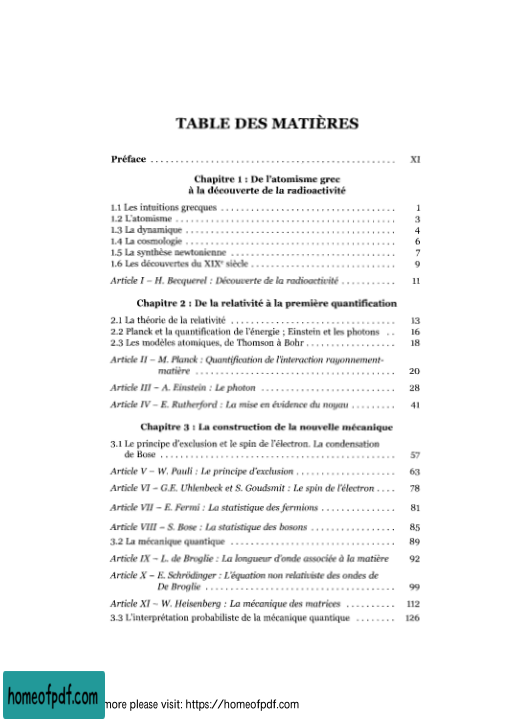 TABLE DES MATIÈRES
Préface ................................................ XI
Chapitre 1 : De l'atomisme grec
à la découverte de la radioactivité
1.1 Les intuitions grecques .................................. 1
1.2 L'atomisme ........................................... 3
1.3 La dynamique ......................................... 4
1.4 La cosmologie ......................................... 6
1.5 La synthèse newtonienne ................................ 7
1.6 Les découvertes du XIXe siècle ............................ 9
Article I – H. Becquerel : Découverte de la radioactivité ........... 11
Chapitre 2 : De la relativité à la première quantification
2.1 La théorie de la relativité ................................ 13
2.2 Planck et la quantification de l'énergie ; Einstein et les photons .. 16
2.3 Les modèles atomiques, de Thomson à Bohr .................. 18
Article II – M. Planck : Quantification de l'interaction rayonnement-
matière ....................................... 20
Article III – A. Einstein : Le photon .......................... 28
Article IV – E. Rutherford : La mise en évidence du noyau ......... 41
Chapitre 3 : La construction de la nouvelle mécanique
3.1 Le principe d'exclusion et le spin de l'électron. La condensation
de Bose .............................................. 57
Article V – W. Pauli : Le principe d'exclusion .................... 63
Article VI – G.E. Uhlenbeck et S. Goudsmit : Le spin de l'électron .... 78
Article VII – E. Fermi : La statistique des fermions ............... 81
Article VIII – S. Bose : La statistique des bosons ................. 85
3.2 La mécanique quantique ................................ 89
Article IX – L. de Broglie : La longueur d'onde associée à la matière 92
Article X – E. Schrödinger : L'équation non relativiste des ondes de
De Broglie ..................................... 99
Article XI – W. Heisenberg : La mécanique des matrices .......... 112
3.3 L'interprétation probabiliste de la mécanique quantique ........ 126
homeofpdf.com
more please visit: https://homeofpdf.com